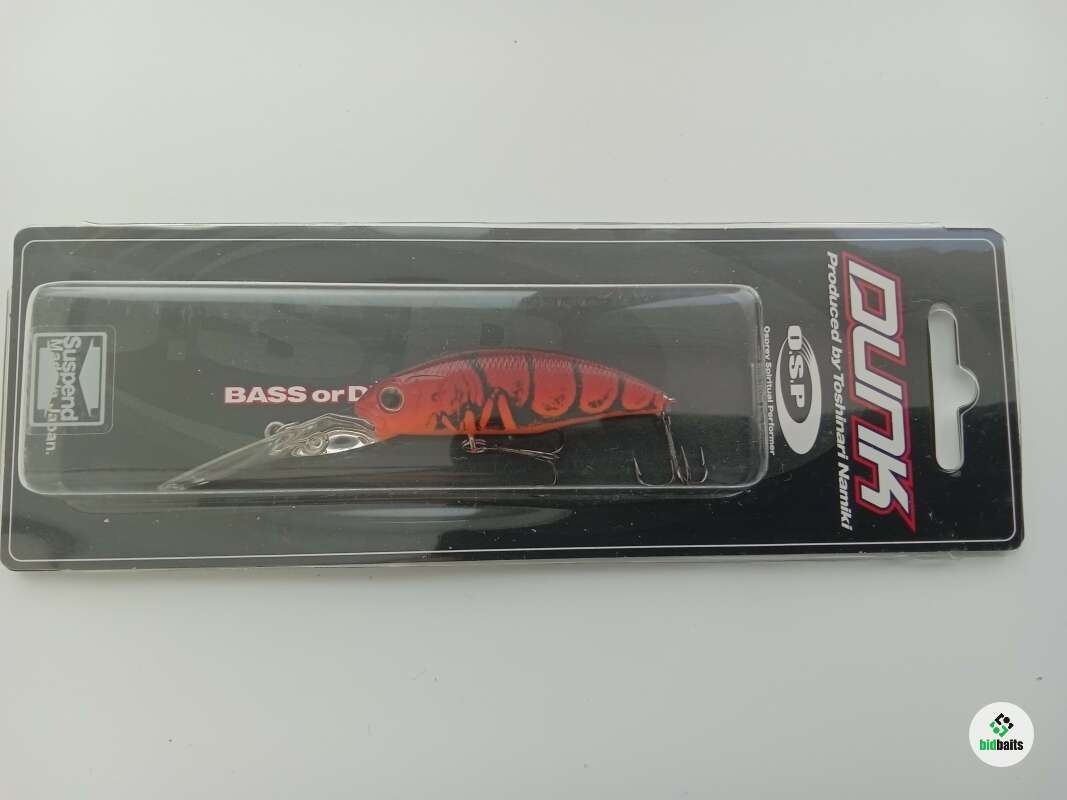 DUNK
Produced by Toshinari Namiki
O.S.P
Osprey Spiritual Performer
BASS or D
Suspend
Made in Japan.
bidbaits